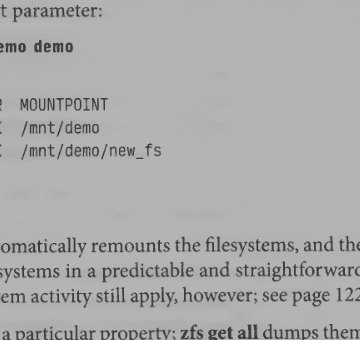 t parameter:
emo demo
R MOUNTPOINT
K /mnt/demo
K /mnt/demo/new_fs
omatically remounts the filesystems, and the
systems in a predictable and straightforward
em activity still apply, however; see page 122
a particular property; zfs get all dumps them